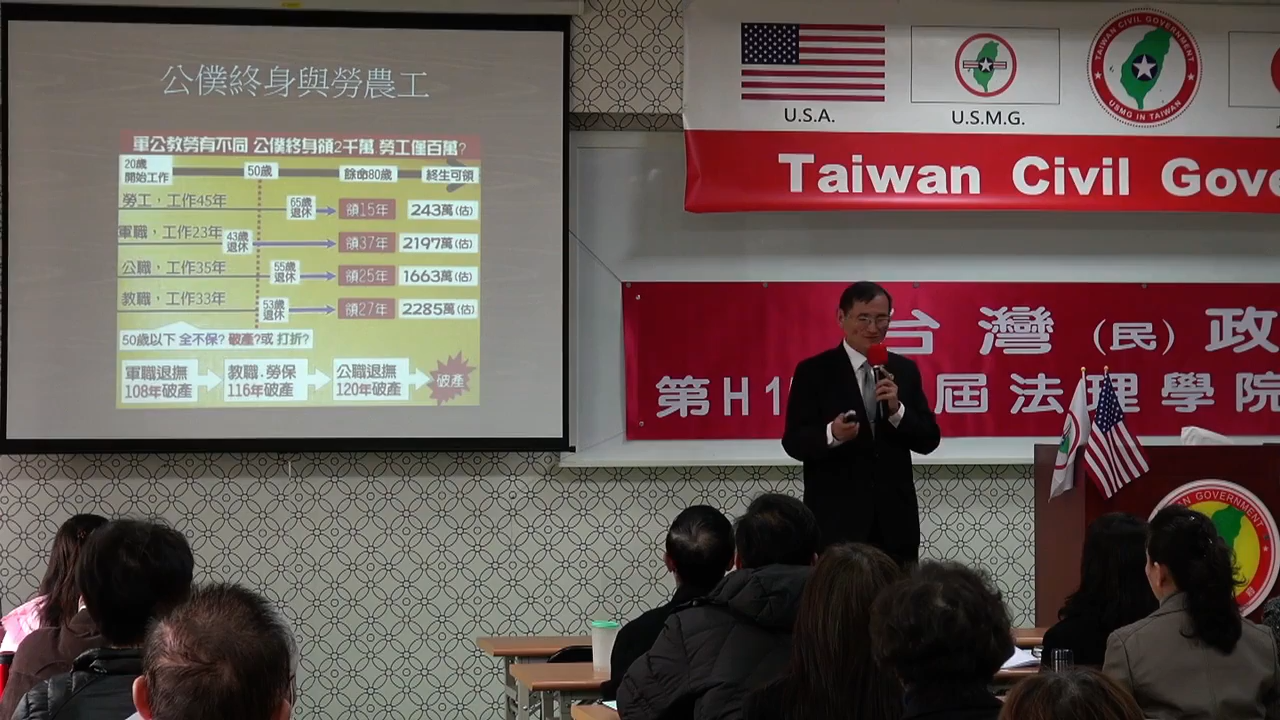 公僕終身與勞農工
軍公教勞有不同 公僕終身領2千萬 勞工僅百萬?
20歲 開始工作 50歲 餘命80歲 終生可領
勞工,工作45年 65歲 退休 領15年 243萬(估)
軍職,工作23年 43歲 退休 領37年 2197萬(估)
公職,工作35年 55歲 退休 領25年 1663萬(估)
教職,工作33年 53歲 退休 領27年 2285萬(估)
50歲以下 全不保? 破產?或 打折?
軍職退撫 108年破產
教職.勞保 116年破產
公職退撫 120年破產
破產
U.S.A.
U.S.M.G.
TAIWAN CIVIL GOVERNMENT
USMG IN TAIWAN
Taiwan Civil Gove
台灣(民)政
第H1
屆法理學院
AN GOVERNMENT